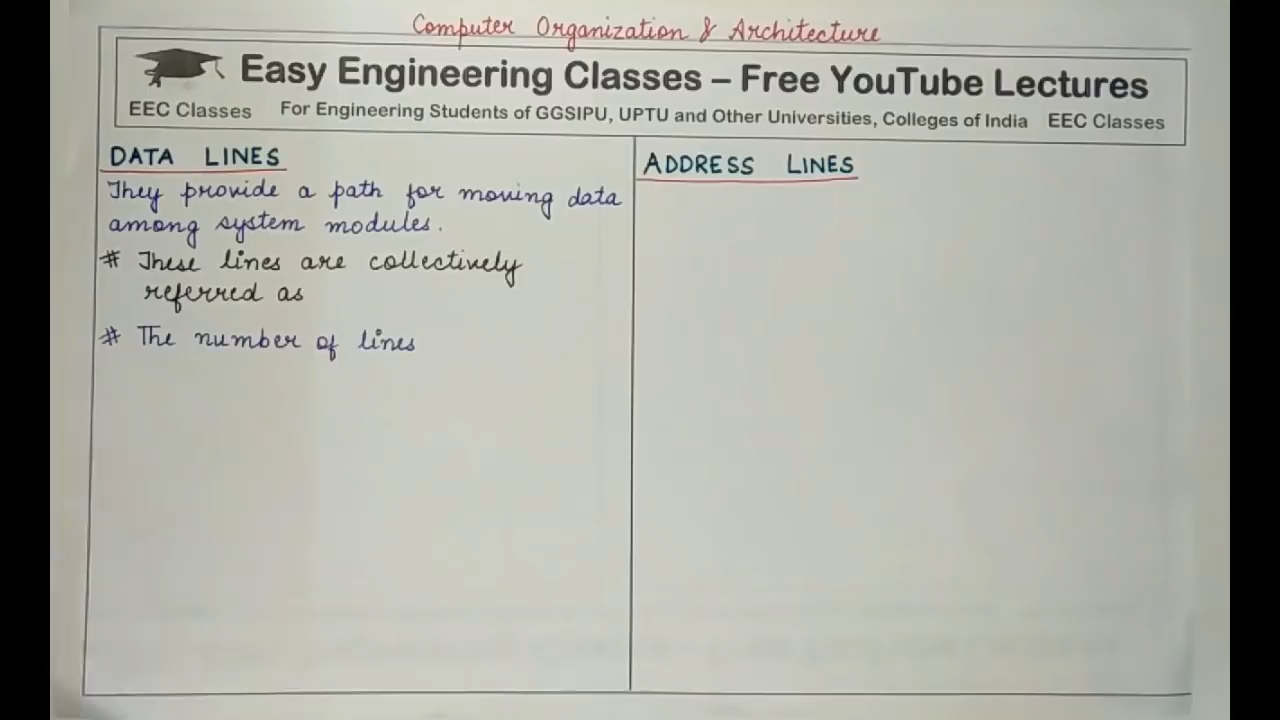 Computer Organization & Architecture
Easy Engineering Classes – Free YouTube Lectures
EEC Classes For Engineering Students of GGSIPU, UPTU and Other Universities, Colleges of India EEC Classes
DATA LINES
They provide a path for moving data
among system modules.
# These lines are collectively
referred as
# The number of lines
ADDRESS LINES